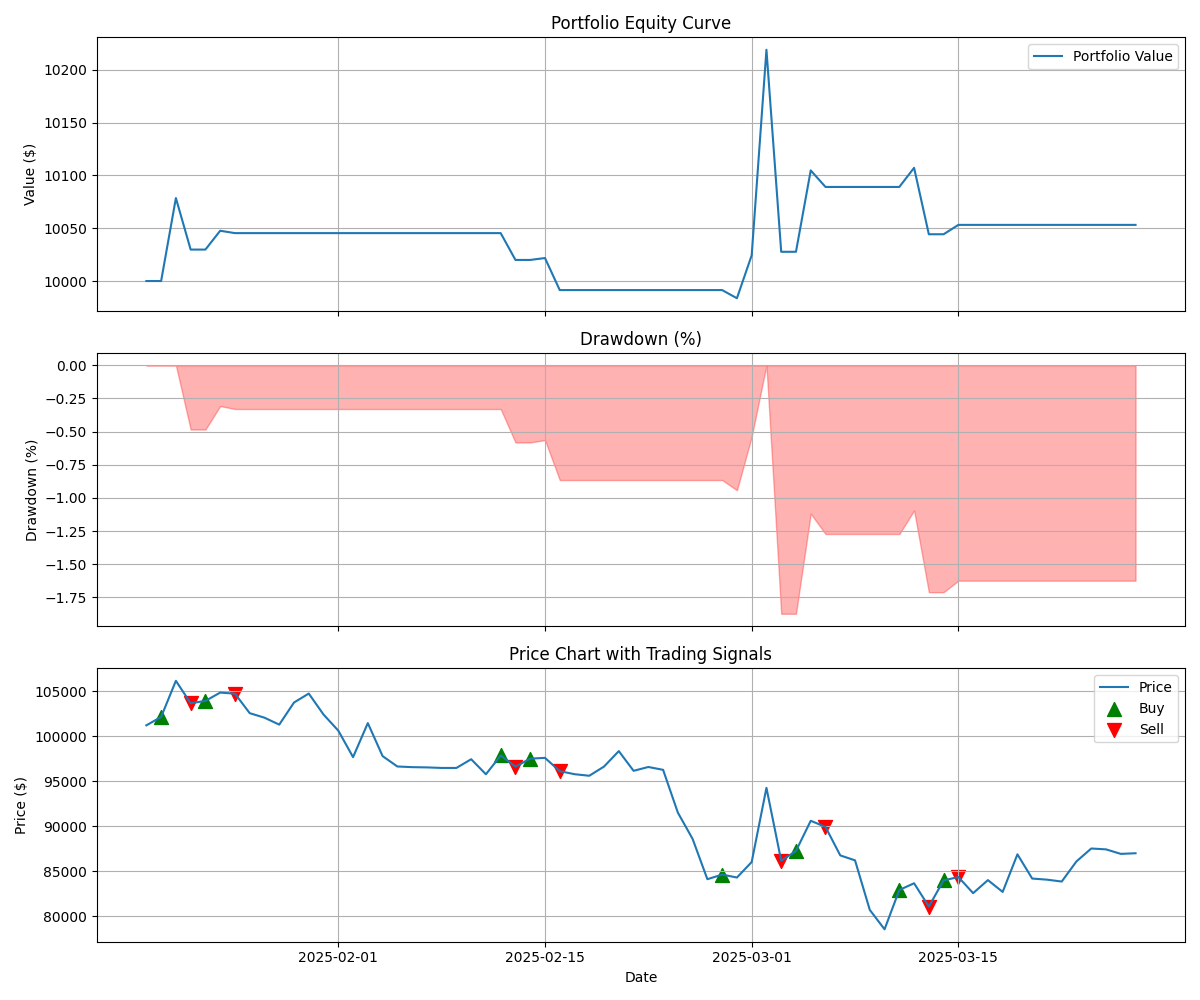 Portfolio Equity Curve
Value ($)
10200
10150
10100
10050
10000
Portfolio Value
Drawdown (%)
Drawdown (%)
0.00
−0.25
−0.50
−0.75
−1.00
−1.25
−1.50
−1.75
Price Chart with Trading Signals
Price ($)
105000
100000
95000
90000
85000
80000
Price
Buy
Sell
2025-02-01
2025-02-15
2025-03-01
2025-03-15
Date